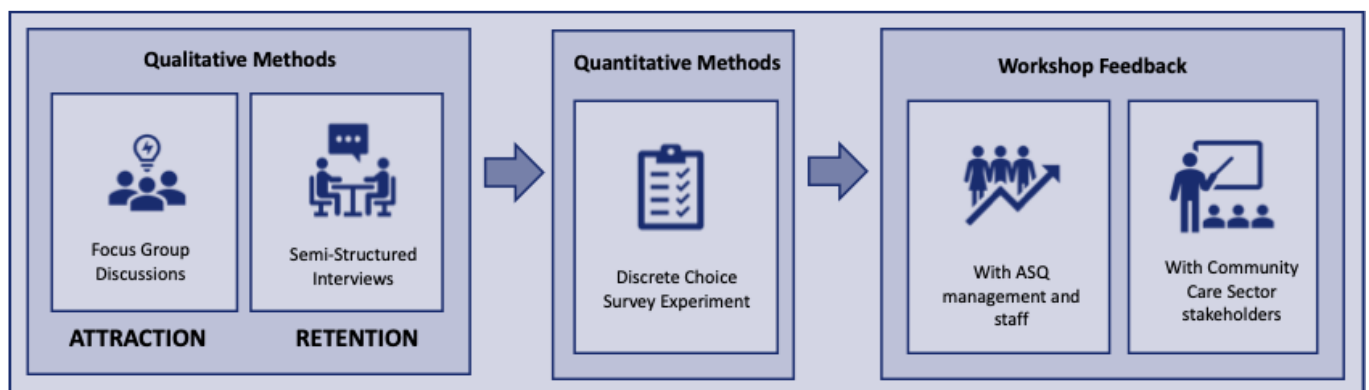 Qualitative Methods
Focus Group
Discussions
Semi-Structured
Interviews
ATTRACTION
RETENTION
Quantitative Methods
Discrete Choice
Survey Experiment
Workshop Feedback
With ASQ
management and
staff
With Community
Care Sector
stakeholders